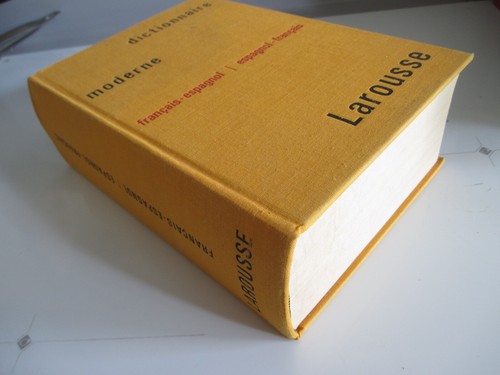 dictionnaire
moderne
français-espagnol | espagnol-français
Larousse
FRANÇAIS-ESPAGNOL | ESPAGNOL-FRANÇAIS
LAROUSSE